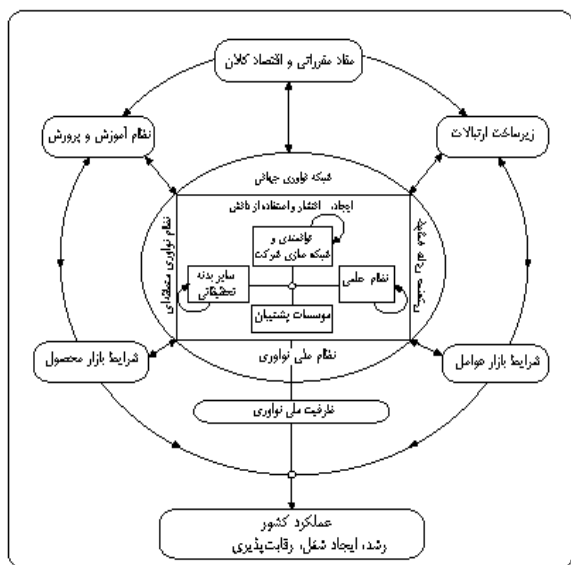 مفاد مقرراتی و اقتصاد کلان
زیرساخت ارتباطات
نظام آموزش و پرورش
شبکه نوآوری جهانی
ایجاد، انتشار و استفاده از دانش
توانمندی و
شبکه سازی شرکت
نظام نوآوری منطقه‌ای
نظام علمی
سایر بدنه
تحقیقاتی
موسسات پشتیبان
نظام ملی نوآوری
شرایط بازار عوامل
شرایط بازار محصول
ظرفیت ملی نوآوری
عملکرد کشور
رشد، ایجاد شغل، رقابت‌پذیری